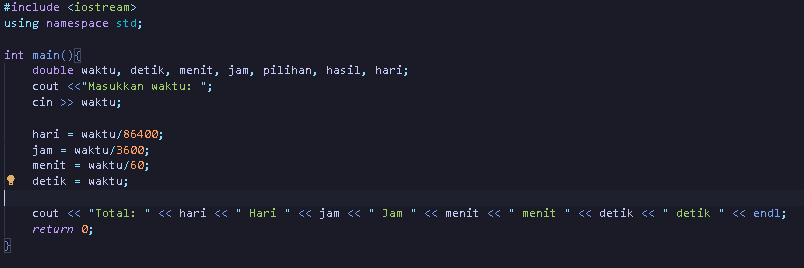 #include <iostream>
using namespace std;
int main(){
double waktu, detik, menit, jam, pilihan, hasil, hari;
cout <<"Masukkan waktu: ";
cin >> waktu;
hari = waktu/86400;
jam = waktu/3600;
menit = waktu/60;
detik = waktu;
cout << "Total: " << hari << " Hari " << jam << " Jam " << menit << " menit " << detik << " detik " << endl;
return 0;
}